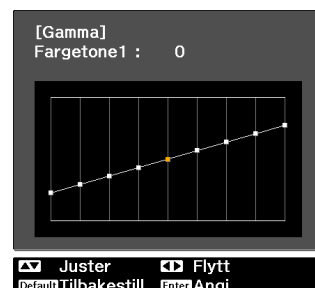 [Gamma]
Fargetone1 : 0
Juster Flytt
Default Tilbakestill Enter Angi